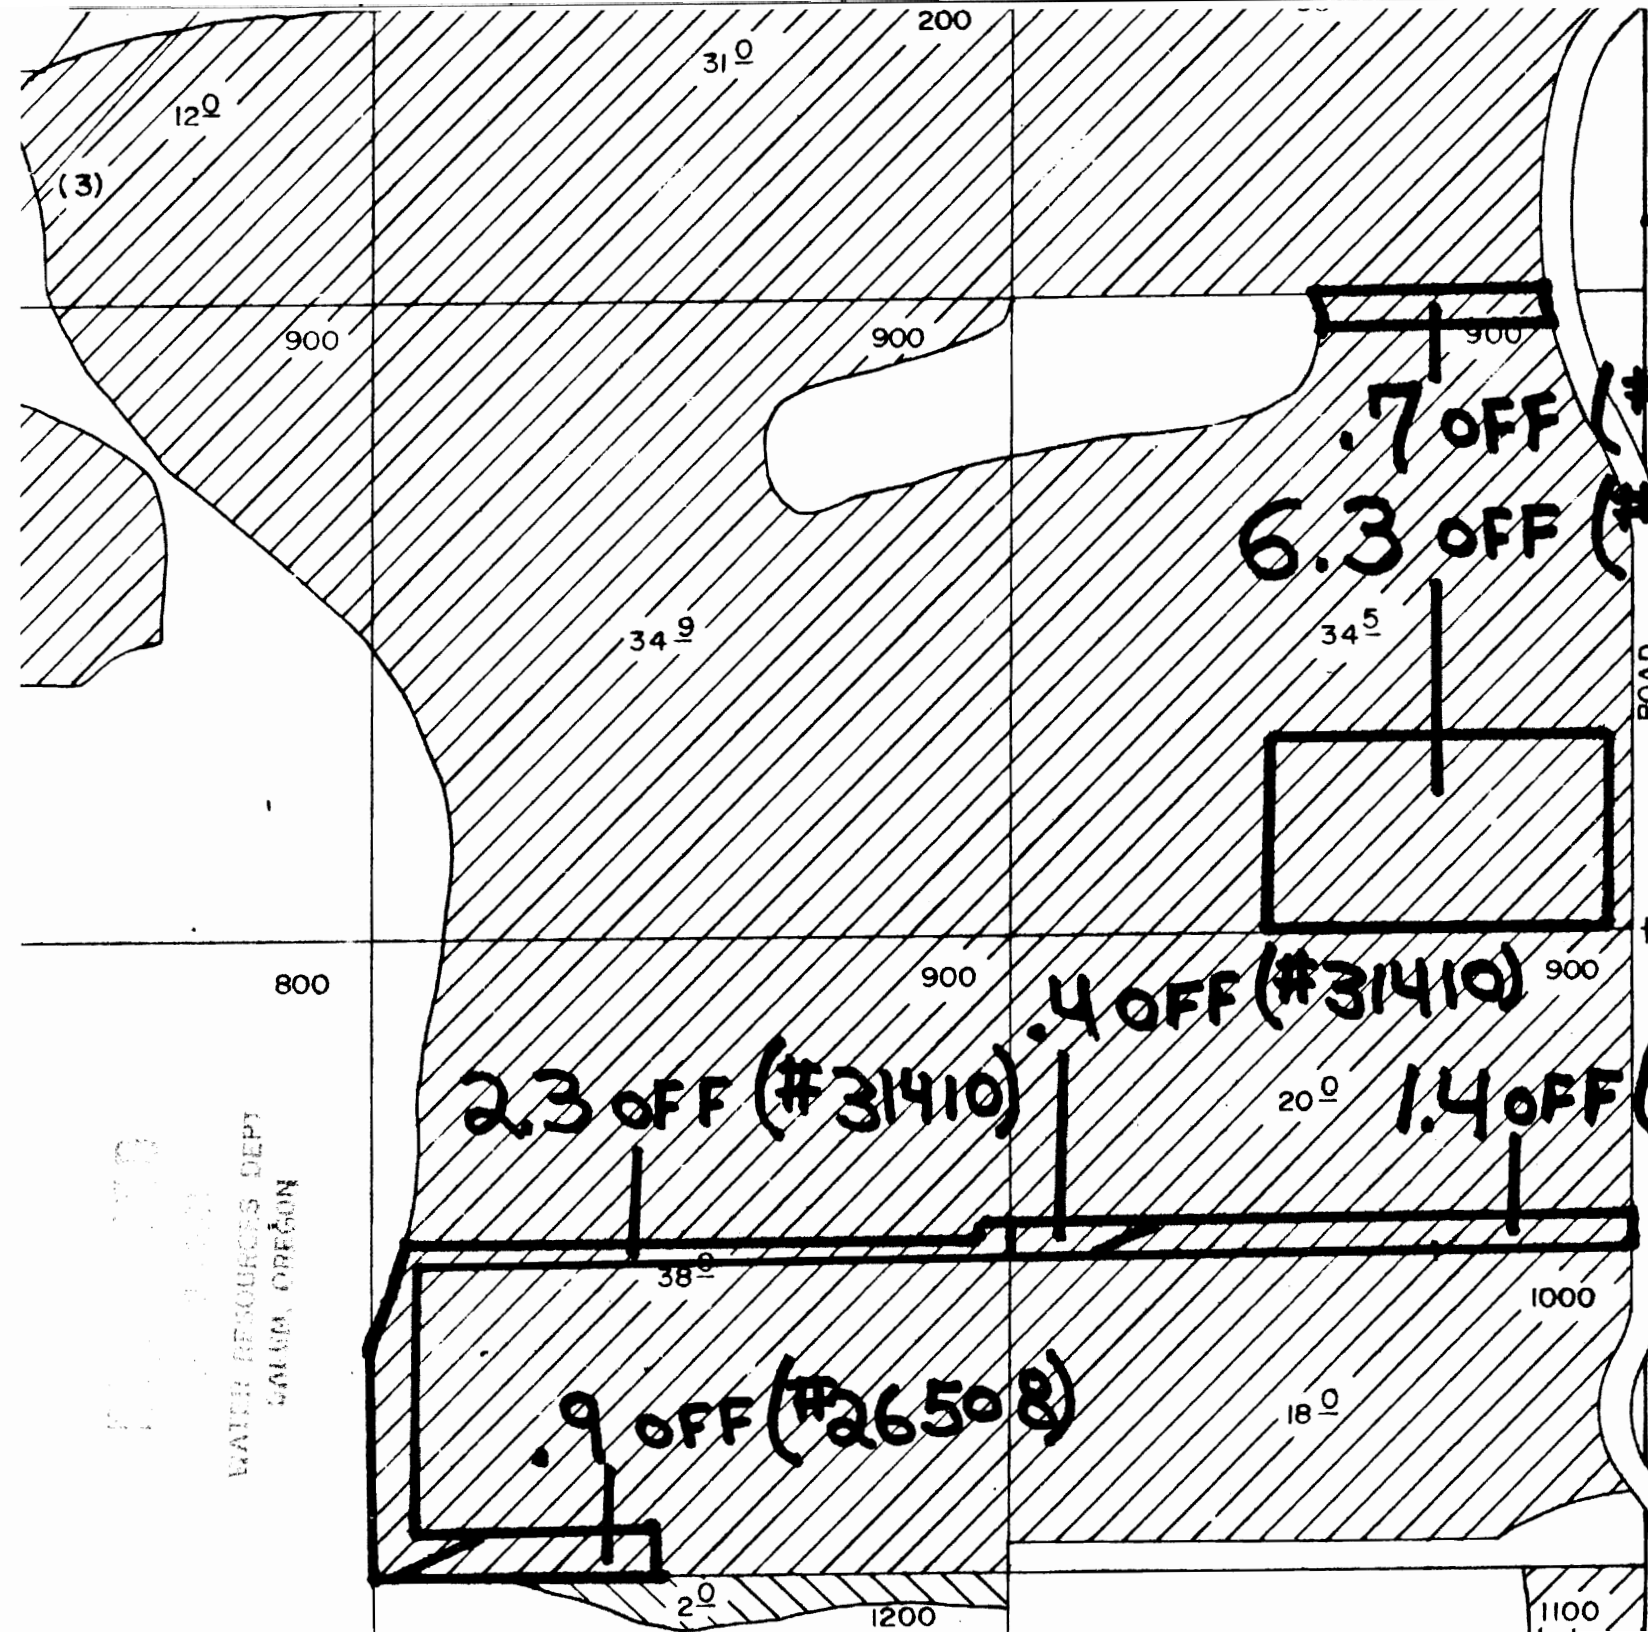 200
31 0
12 0
(3)
900
900
900
.7 OFF (#
6.3 OFF (#
34 9
34 5
ROAD
800
900
900
.4 OFF (#31410)
2.3 OFF (#31410)
20 0
1.4 OFF (
38
1000
.9 OFF (#26508)
18 0
2 0
1200
1100
WATER RESOURCES DEPT
SALEM, OREGON